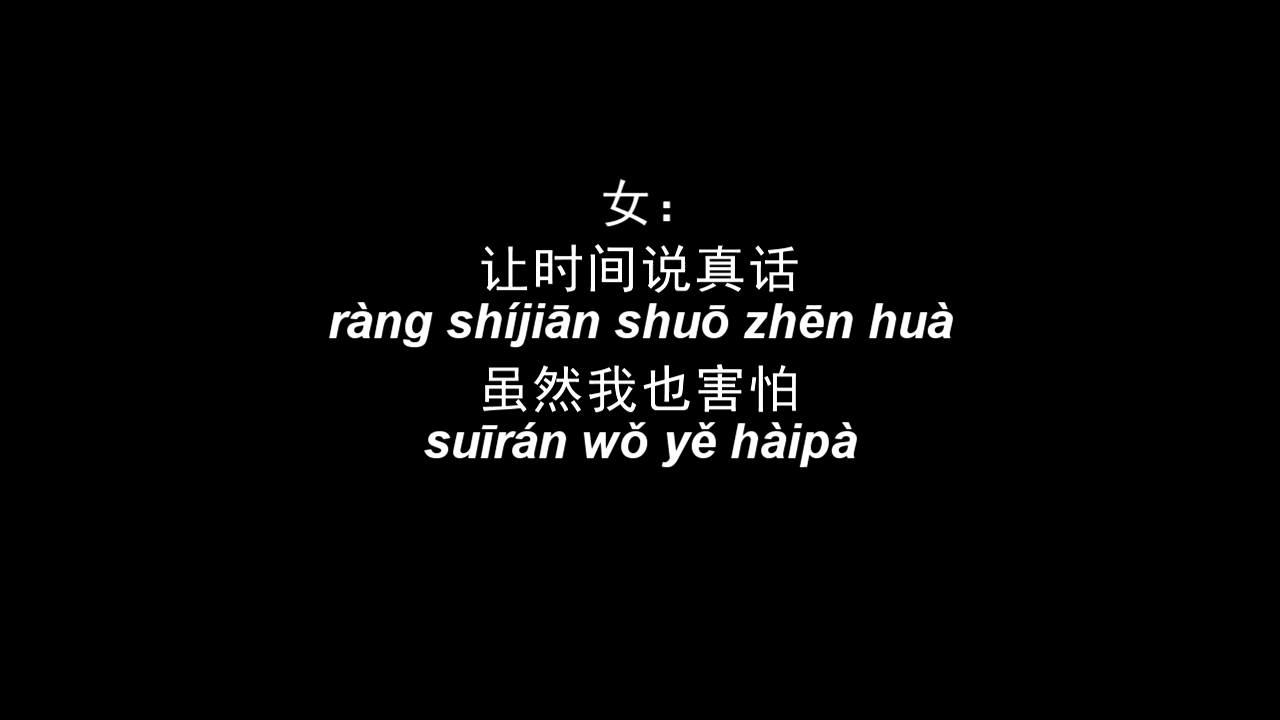 女：
让时间说真话
ràng shíjiān shuō zhēn huà
虽然我也害怕
suīrán wǒ yě hàipà